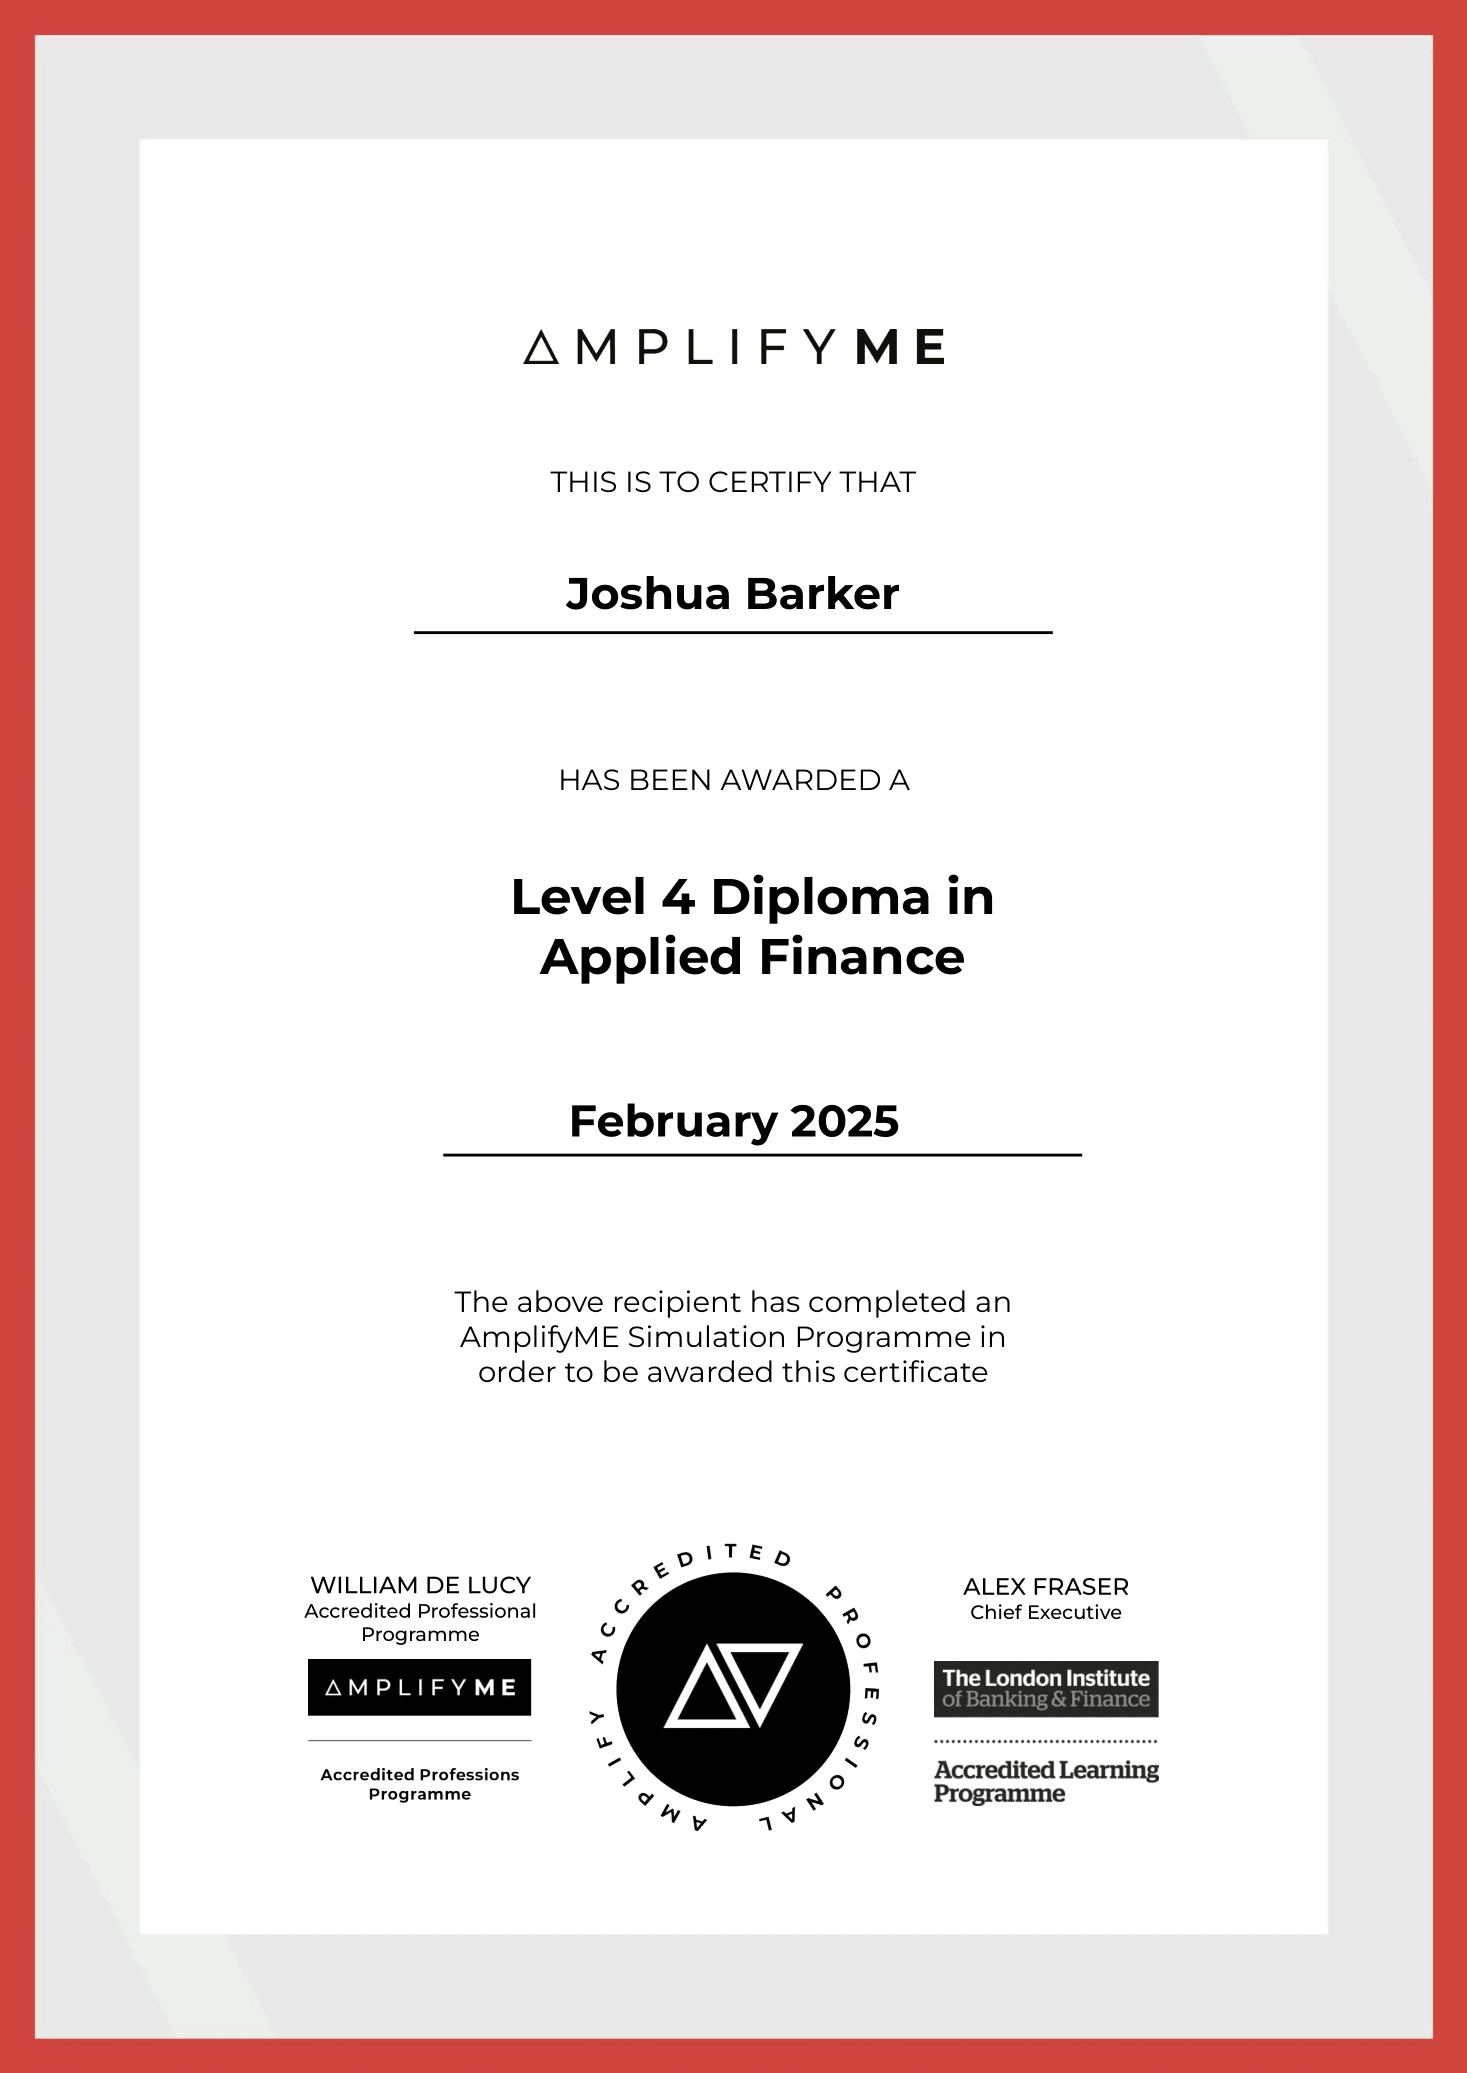 AMPLIFYME
THIS IS TO CERTIFY THAT
Joshua Barker
HAS BEEN AWARDED A
Level 4 Diploma in
Applied Finance
February 2025
The above recipient has completed an
AmplifyME Simulation Programme in
order to be awarded this certificate
WILLIAM DE LUCY
Accredited Professional
Programme
AMPLIFYME
Accredited Professions
Programme
AMPLIFY ACCREDITED PROFESSIONAL
ALEX FRASER
Chief Executive
The London Institute
of Banking & Finance
Accredited Learning
Programme